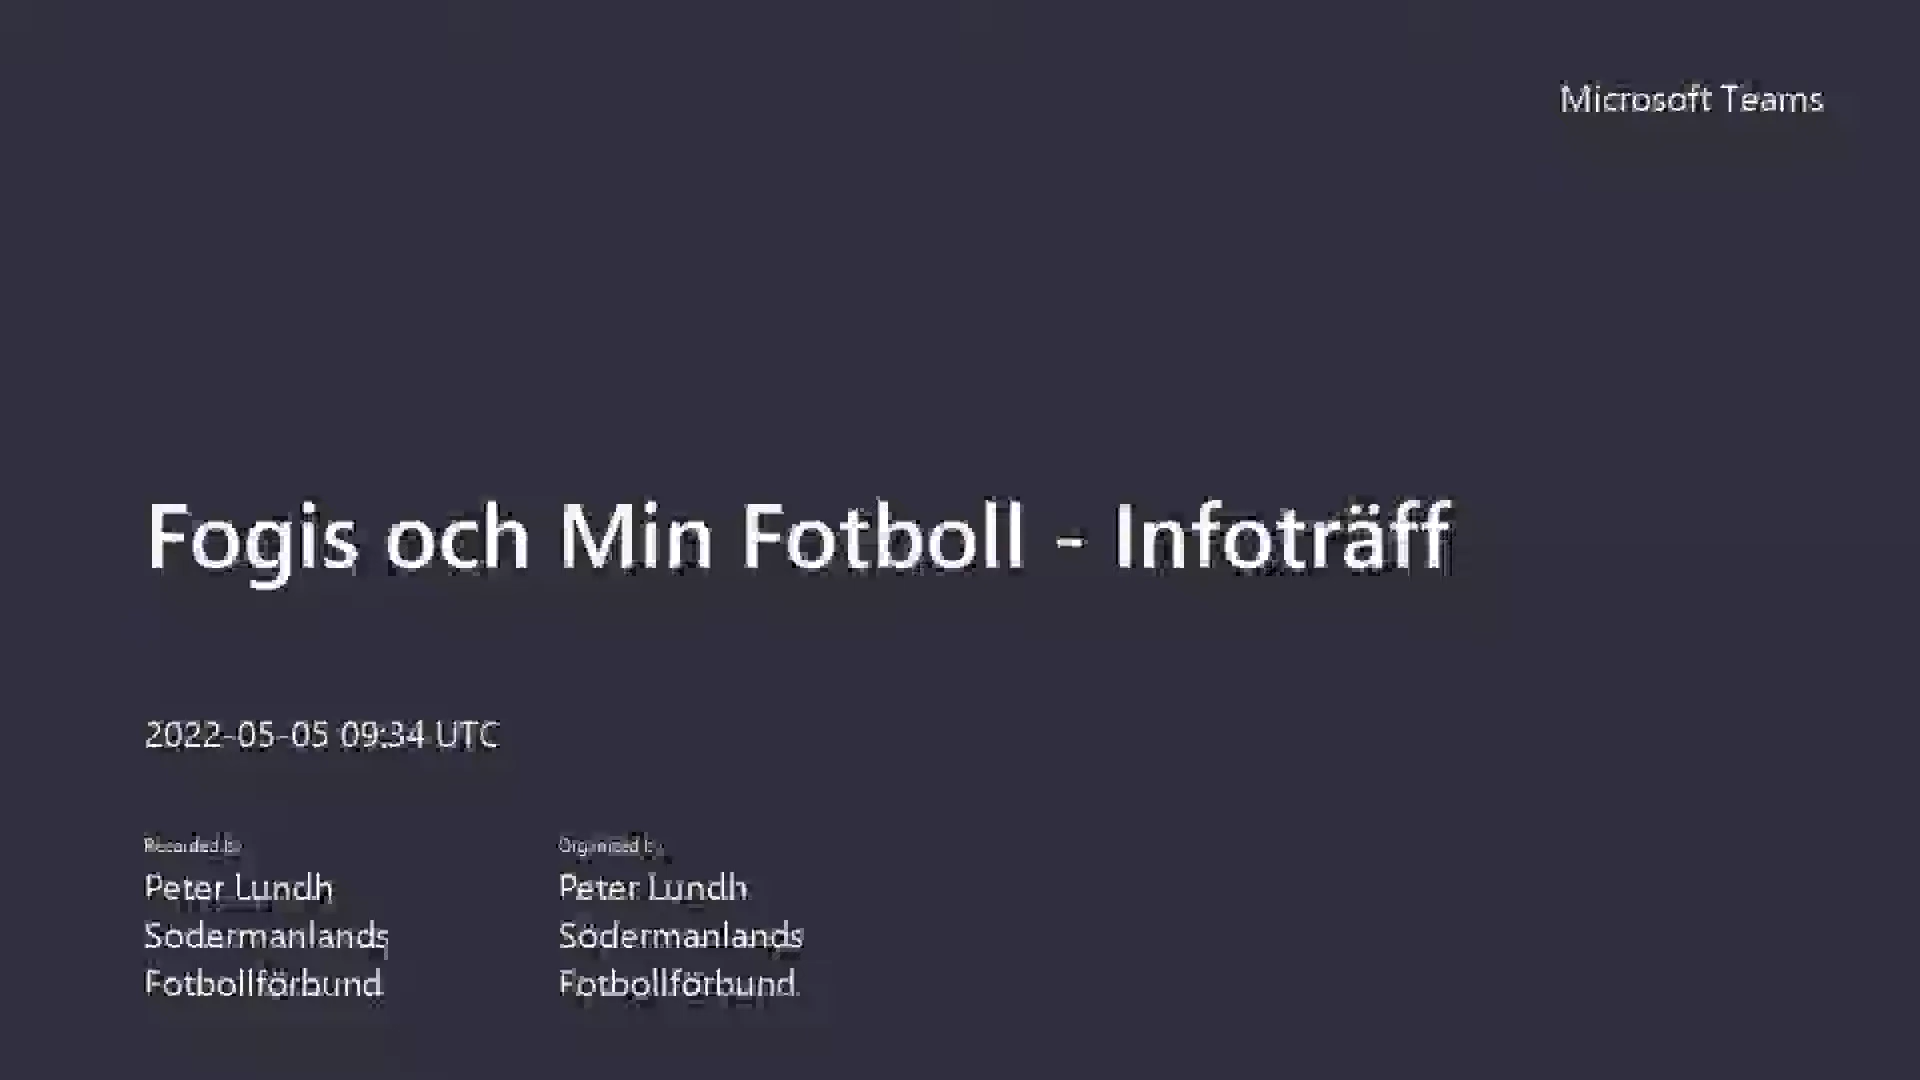 Microsoft Teams
Fogis och Min Fotboll - Infoträff
2022-05-05 09:34 UTC
Recorded by
Organized by
Peter Lundh
Peter Lundh
Södermanlands
Södermanlands
Fotbollförbund
Fotbollförbund